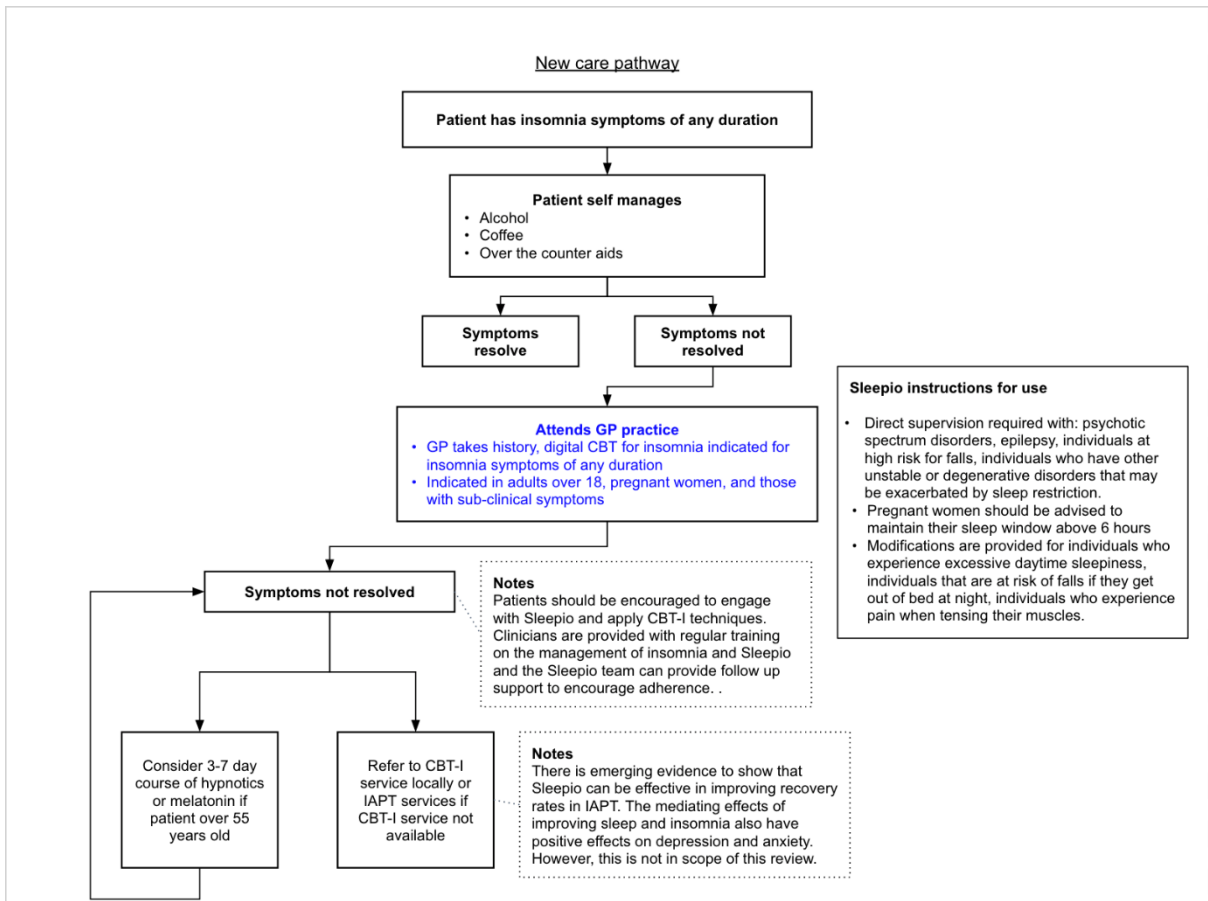 New care pathway
Patient has insomnia symptoms of any duration
Patient self manages
• Alcohol
• Coffee
• Over the counter aids
Symptoms
resolve
Symptoms not
resolved
Attends GP practice
• GP takes history, digital CBT for insomnia indicated for
insomnia symptoms of any duration
• Indicated in adults over 18, pregnant women, and those
with sub-clinical symptoms
Sleepio instructions for use
• Direct supervision required with: psychotic
spectrum disorders, epilepsy, individuals at
high risk for falls, individuals who have other
unstable or degenerative disorders that may
be exacerbated by sleep restriction.
• Pregnant women should be advised to
maintain their sleep window above 6 hours
• Modifications are provided for individuals who
experience excessive daytime sleepiness,
individuals that are at risk of falls if they get
out of bed at night, individuals who experience
pain when tensing their muscles.
Symptoms not resolved
Notes
Patients should be encouraged to engage
with Sleepio and apply CBT-I techniques.
Clinicians are provided with regular training
on the management of insomnia and Sleepio
and the Sleepio team can provide follow up
support to encourage adherence. .
Consider 3-7 day
course of hypnotics
or melatonin if
patient over 55
years old
Refer to CBT-I
service locally or
IAPT services if
CBT-I service not
available
Notes
There is emerging evidence to show that
Sleepio can be effective in improving recovery
rates in IAPT. The mediating effects of
improving sleep and insomnia also have
positive effects on depression and anxiety.
However, this is not in scope of this review.